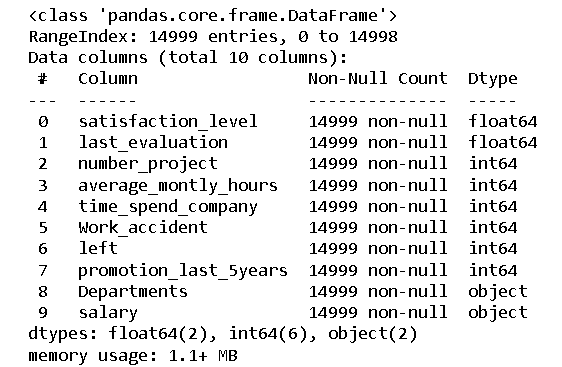 <class 'pandas.core.frame.DataFrame'>
RangeIndex: 14999 entries, 0 to 14998
Data columns (total 10 columns):
 #   Column                 Non-Null Count  Dtype
---  ------                 --------------  -----
 0   satisfaction_level     14999 non-null  float64
 1   last_evaluation        14999 non-null  float64
 2   number_project         14999 non-null  int64
 3   average_montly_hours   14999 non-null  int64
 4   time_spend_company     14999 non-null  int64
 5   Work_accident          14999 non-null  int64
 6   left                   14999 non-null  int64
 7   promotion_last_5years  14999 non-null  int64
 8   Departments            14999 non-null  object
 9   salary                 14999 non-null  object
dtypes: float64(2), int64(6), object(2)
memory usage: 1.1+ MB